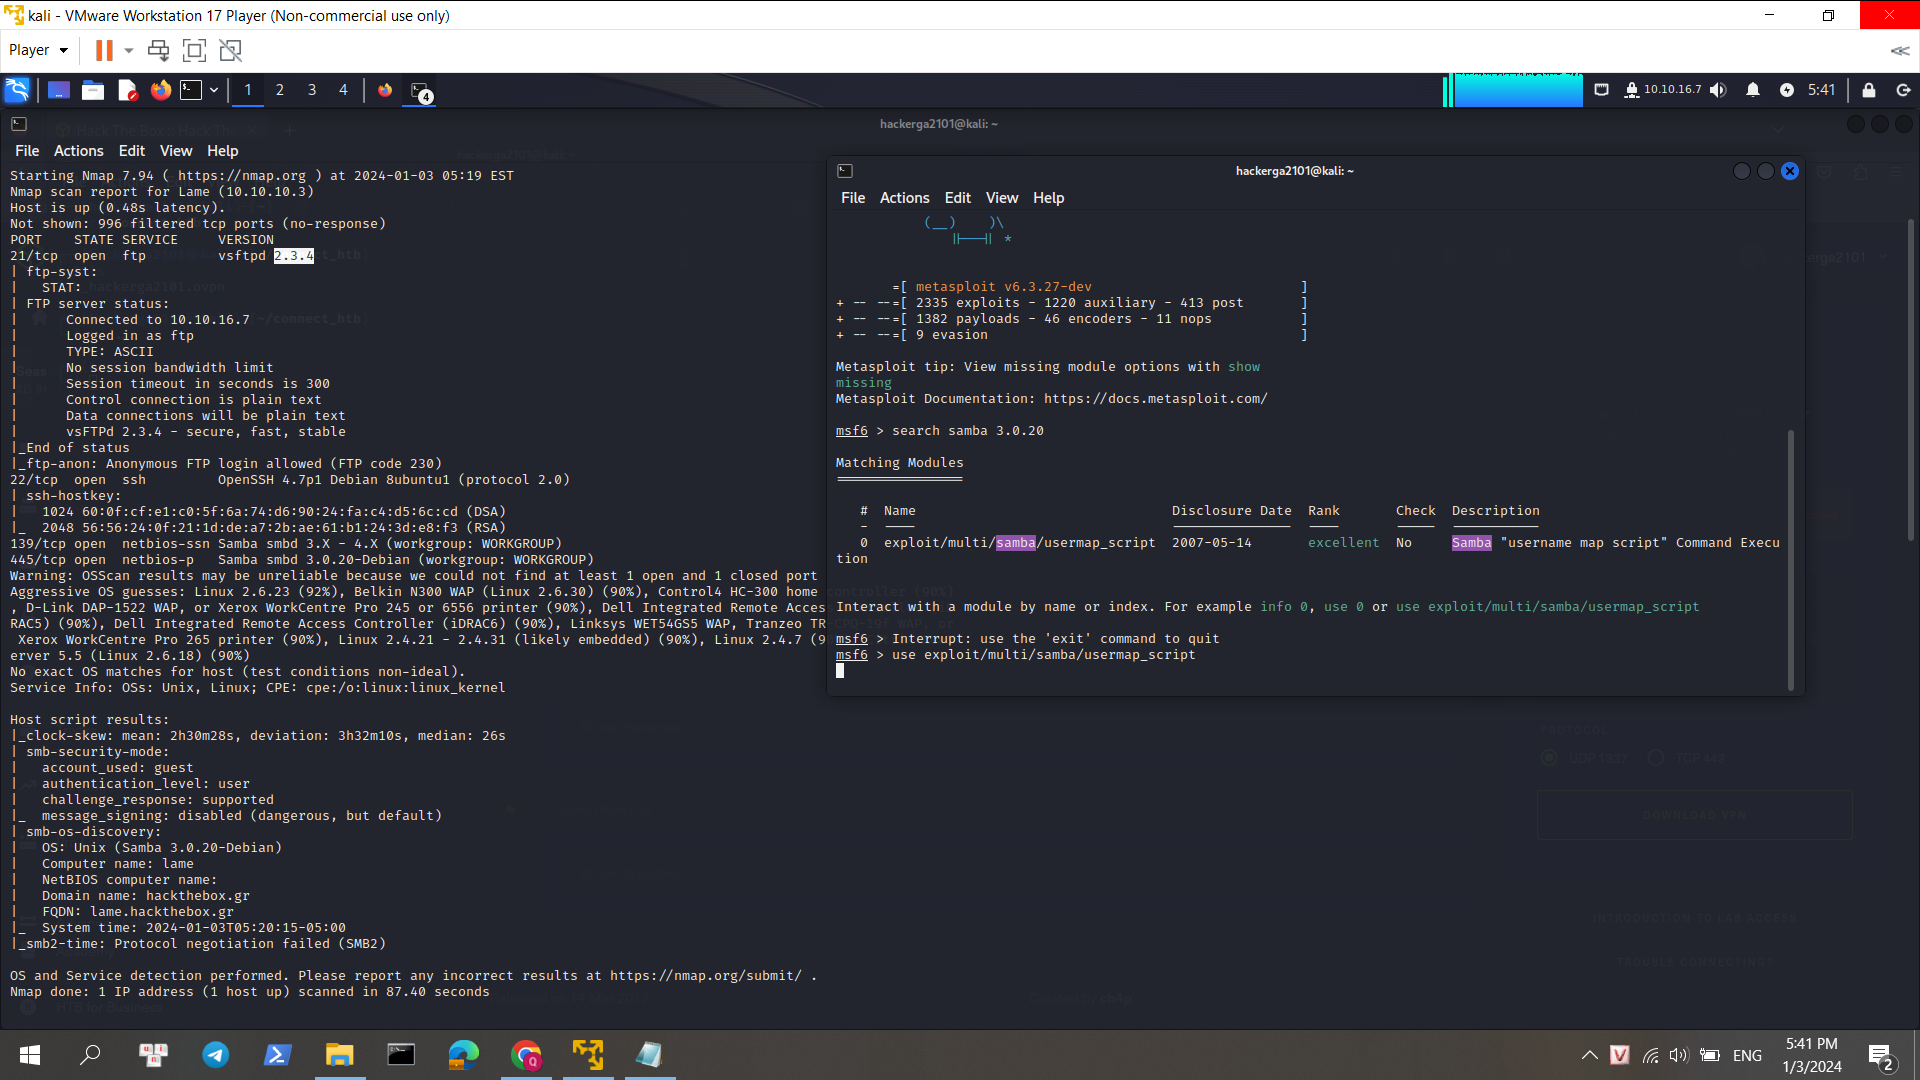 kali - VMware Workstation 17 Player (Non-commercial use only)
Player
1 2 3 4
4
10.10.16.7
5:41
hackerga2101@kali: ~
File Actions Edit View Help
Starting Nmap 7.94 ( https://nmap.org ) at 2024-01-03 05:19 EST
Nmap scan report for Lame (10.10.10.3)
Host is up (0.48s latency).
Not shown: 996 filtered tcp ports (no-response)
PORT    STATE SERVICE     VERSION
21/tcp  open  ftp         vsftpd 2.3.4
| ftp-syst:
|   STAT:
| FTP server status:
|      Connected to 10.10.16.7
|      Logged in as ftp
|      TYPE: ASCII
|      No session bandwidth limit
|      Session timeout in seconds is 300
|      Control connection is plain text
|      Data connections will be plain text
|      vsFTPd 2.3.4 - secure, fast, stable
|_End of status
|_ftp-anon: Anonymous FTP login allowed (FTP code 230)
22/tcp  open  ssh         OpenSSH 4.7p1 Debian 8ubuntu1 (protocol 2.0)
| ssh-hostkey:
|   1024 60:0f:cf:e1:c0:5f:6a:74:d6:90:24:fa:c4:d5:6c:cd (DSA)
|_  2048 56:56:24:0f:21:1d:de:a7:2b:ae:61:b1:24:3d:e8:f3 (RSA)
139/tcp open  netbios-ssn Samba smbd 3.X - 4.X (workgroup: WORKGROUP)
445/tcp open  netbios-p   Samba smbd 3.0.20-Debian (workgroup: WORKGROUP)
Warning: OSScan results may be unreliable because we could not find at least 1 open and 1 closed port
Aggressive OS guesses: Linux 2.6.23 (92%), Belkin N300 WAP (Linux 2.6.30) (90%), Control4 HC-300 home controller (90%)
, D-Link DAP-1522 WAP, or Xerox WorkCentre Pro 245 or 6556 printer (90%), Dell Integrated Remote Acces
RAC5) (90%), Dell Integrated Remote Access Controller (iDRAC6) (90%), Linksys WET54GS5 WAP, Tranzeo TR-CPQ-19f WAP, or
Xerox WorkCentre Pro 265 printer (90%), Linux 2.4.21 - 2.4.31 (likely embedded) (90%), Linux 2.4.7 (9
erver 5.5 (Linux 2.6.18) (90%)
No exact OS matches for host (test conditions non-ideal).
Service Info: OSs: Unix, Linux; CPE: cpe:/o:linux:linux_kernel
Host script results:
|_clock-skew: mean: 2h30m28s, deviation: 3h32m10s, median: 26s
| smb-security-mode:
|   account_used: guest
|   authentication_level: user
|   challenge_response: supported
|_  message_signing: disabled (dangerous, but default)
| smb-os-discovery:
|   OS: Unix (Samba 3.0.20-Debian)
|   Computer name: lame
|   NetBIOS computer name:
|   Domain name: hackthebox.gr
|   FQDN: lame.hackthebox.gr
|_  System time: 2024-01-03T05:20:15-05:00
|_smb2-time: Protocol negotiation failed (SMB2)
OS and Service detection performed. Please report any incorrect results at https://nmap.org/submit/ .
Nmap done: 1 IP address (1 host up) scanned in 87.40 seconds
hackerga2101@kali: ~
File Actions Edit View Help
(__)    )\
||----|| *
=[ metasploit v6.3.27-dev                          ]
+ -- --=[ 2335 exploits - 1220 auxiliary - 413 post       ]
+ -- --=[ 1382 payloads - 46 encoders - 11 nops           ]
+ -- --=[ 9 evasion                                       ]
Metasploit tip: View missing module options with show
missing
Metasploit Documentation: https://docs.metasploit.com/
msf6 > search samba 3.0.20
Matching Modules
================
#  Name                                Disclosure Date  Rank       Check  Description
-  ----                                ---------------  ----       -----  -----------
0  exploit/multi/samba/usermap_script  2007-05-14       excellent  No     Samba "username map script" Command Execu
tion
Interact with a module by name or index. For example info 0, use 0 or use exploit/multi/samba/usermap_script
msf6 > Interrupt: use the 'exit' command to quit
msf6 > use exploit/multi/samba/usermap_script
PROTOCOL
UDP 1337 TCP 443
DOWNLOAD VPN
INTRODUCTION TO LAB ACCESS
TROUBLE CONNECTING?
HTB for Business
ENG
5:41 PM
1/3/2024
2